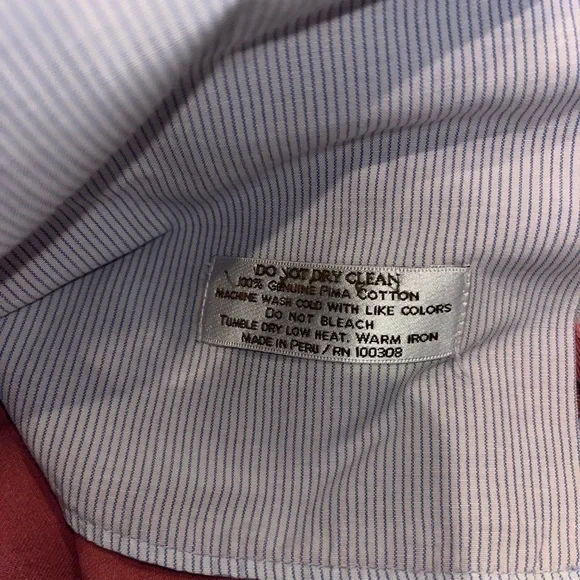 DO NOT DRY CLEAN
100% GENUINE PIMA COTTON
MACHINE WASH COLD WITH LIKE COLORS
DO NOT BLEACH
TUMBLE DRY LOW HEAT. WARM IRON
MADE IN PERU / RN 100308